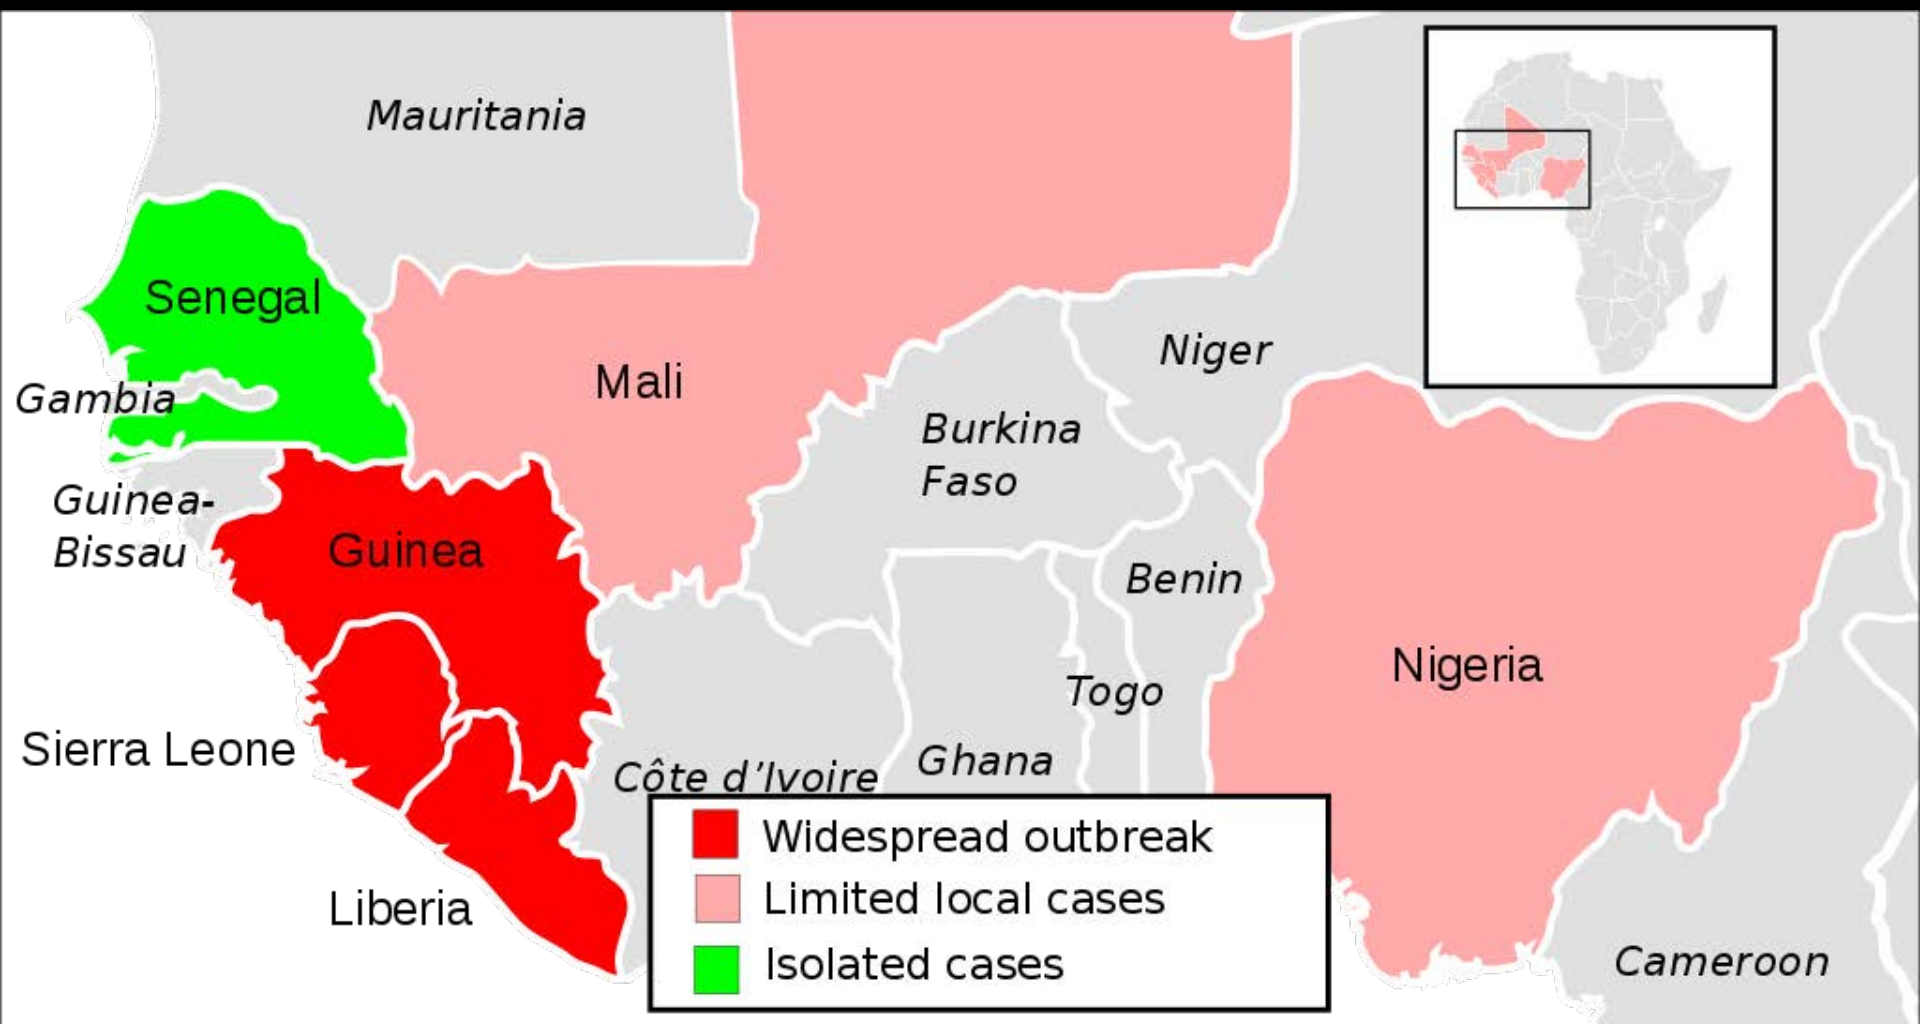 Mauritania
Senegal
Mali
Niger
Gambia
Burkina
Faso
Guinea-
Bissau
Guinea
Benin
Nigeria
Togo
Sierra Leone
Côte d’Ivoire
Ghana
Liberia
Widespread outbreak
Limited local cases
Isolated cases
Cameroon